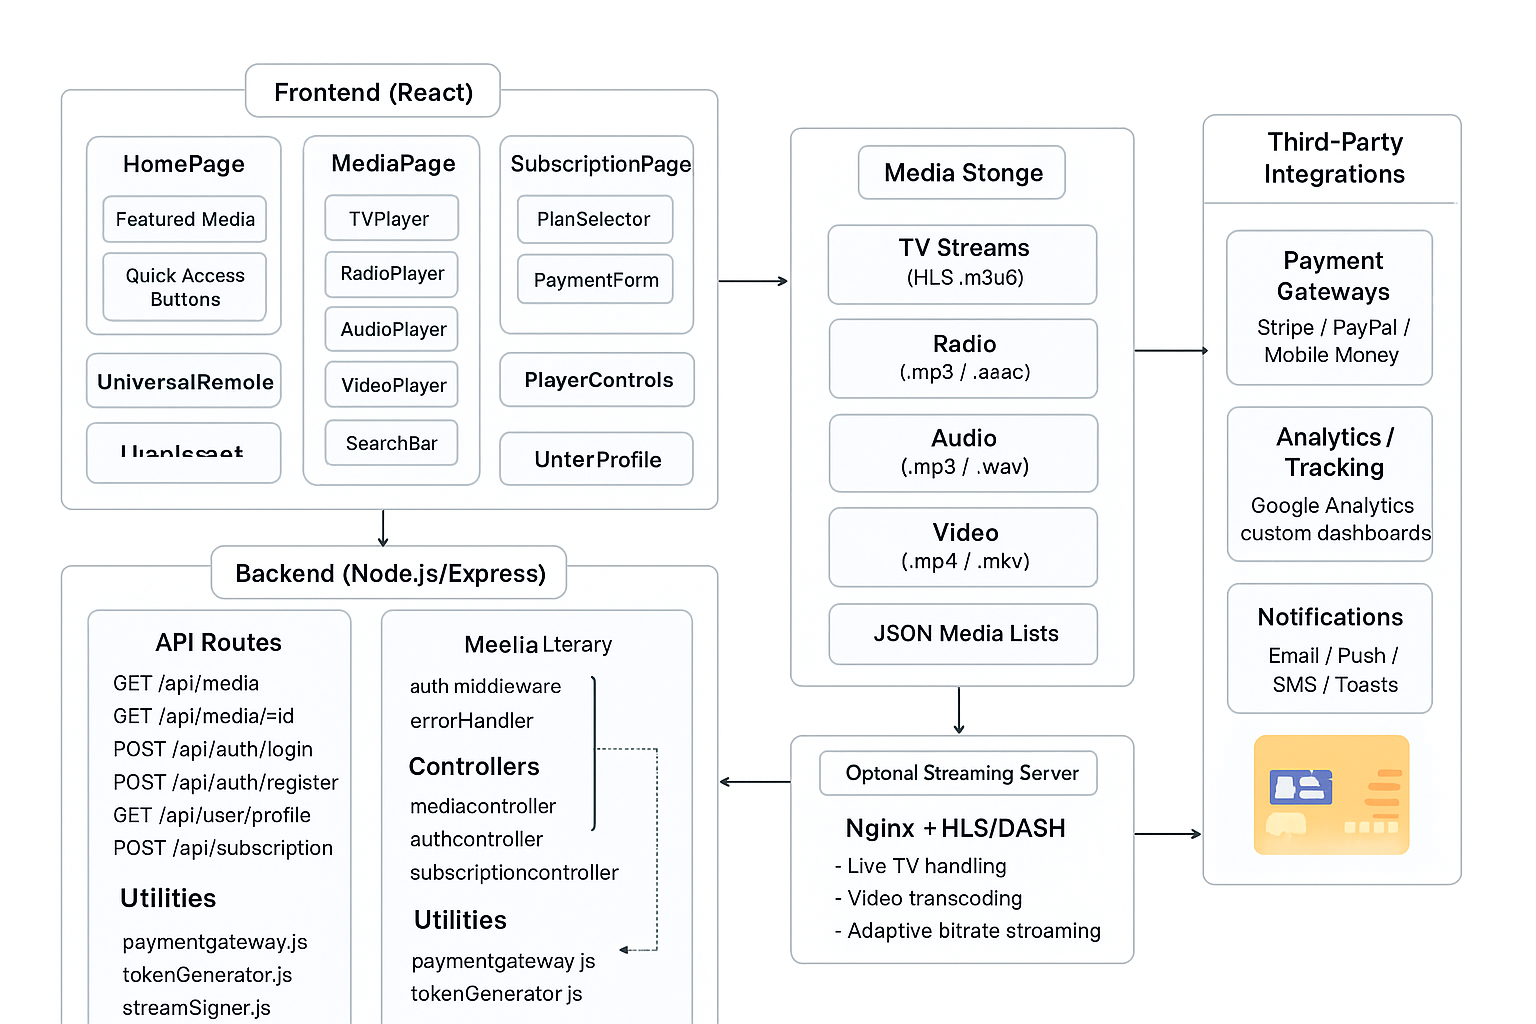 Frontend (React)
HomePage
Featured Media
Quick Access
Buttons
UniversalRemole
MediaPage
TVPlayer
RadioPlayer
AudioPlayer
VideoPlayer
SearchBar
SubscriptionPage
PlanSelector
PaymentForm
PlayerControls
UnterProfile
Backend (Node.js/Express)
API Routes
GET /api/media
GET /api/media/=id
POST /api/auth/login
POST /api/auth/register
GET /api/user/profile
POST /api/subscription
Utilities
paymentgateway.js
tokenGenerator.js
streamSigner.js
Meelia Lterary
auth middieware
errorHandler
Controllers
mediacontroller
authcontroller
subscriptioncontroller
Utilities
paymentgateway js
tokenGenerator js
Media Stonge
TV Streams
(HLS .m3u6)
Radio
(.mp3 / .aaac)
Audio
(.mp3 / .wav)
Video
(.mp4 / .mkv)
JSON Media Lists
Optonal Streaming Server
Nginx + HLS/DASH
- Live TV handling
- Video transcoding
- Adaptive bitrate stroaming
Third-Party
Integrations
Payment
Gateways
Stripe / PayPal /
Mobile Money
Analytics /
Tracking
Google Analytics
custom dashboards
Notifications
Email / Push /
SMS / Toasts